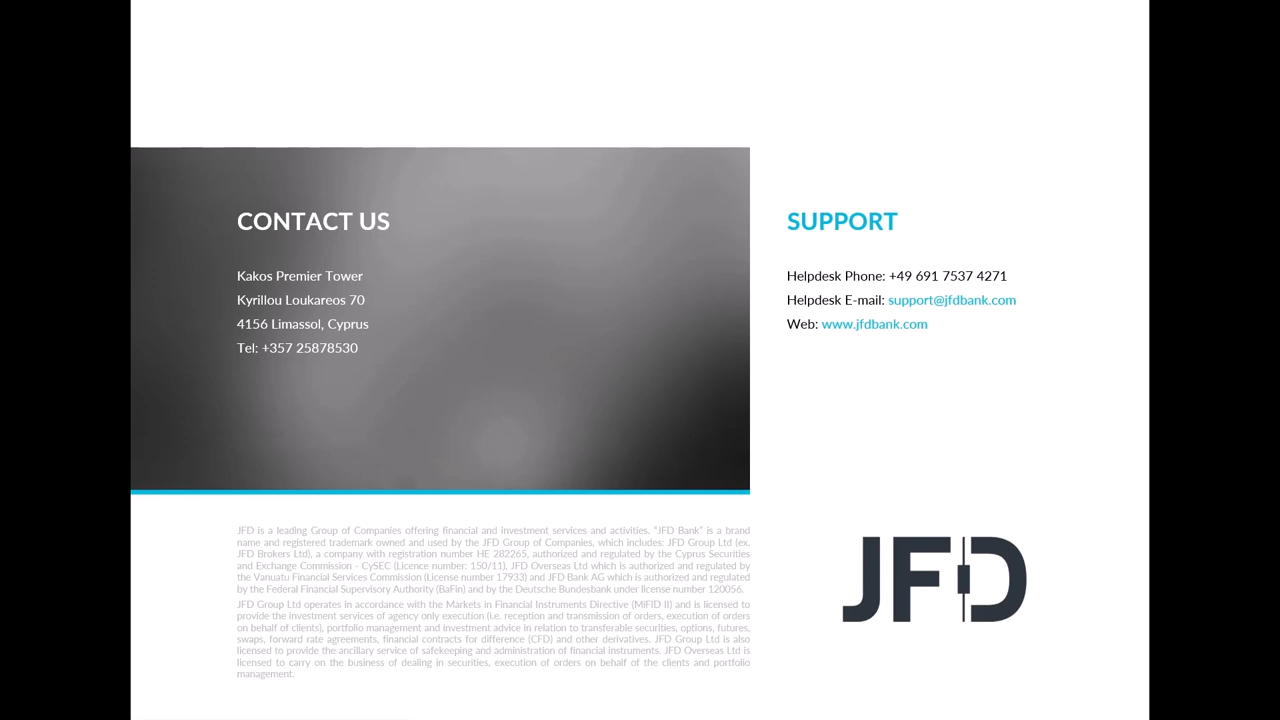 CONTACT US
Kakos Premier Tower
Kyrillou Loukareos 70
4156 Limassol, Cyprus
Tel: +357 25878530
SUPPORT
Helpdesk Phone: +49 691 7537 4271
Helpdesk E-mail: support@jfdbank.com
Web: www.jfdbank.com
JFD is a leading Group of Companies offering financial and investment services and activities. “JFD Bank” is a brand
name and registered trademark owned and used by the JFD Group of Companies, which includes: JFD Group Ltd (ex.
JFD Brokers Ltd), a company with registration number HE 282265, authorized and regulated by the Cyprus Securities
and Exchange Commission - CySEC (Licence number: 150/11), JFD Overseas Ltd which is authorized and regulated by
the Vanuatu Financial Services Commission (License number 17933) and JFD Bank AG which is authorized and regulated
by the Federal Financial Supervisory Authority (BaFin) and by the Deutsche Bundesbank under license number 120056.
JFD Group Ltd operates in accordance with the Markets in Financial Instruments Directive (MiFID II) and is licensed to
provide the investment services of agency only execution (i.e. reception and transmission of orders, execution of orders
on behalf of clients), portfolio management and investment advice in relation to transferable securities, options, futures,
swaps, forward rate agreements, financial contracts for difference (CFD) and other derivatives. JFD Group Ltd is also
licensed to provide the ancillary service of safekeeping and administration of financial instruments. JFD Overseas Ltd is
licensed to carry on the business of dealing in securities, execution of orders on behalf of the clients and portfolio
management.
JFD